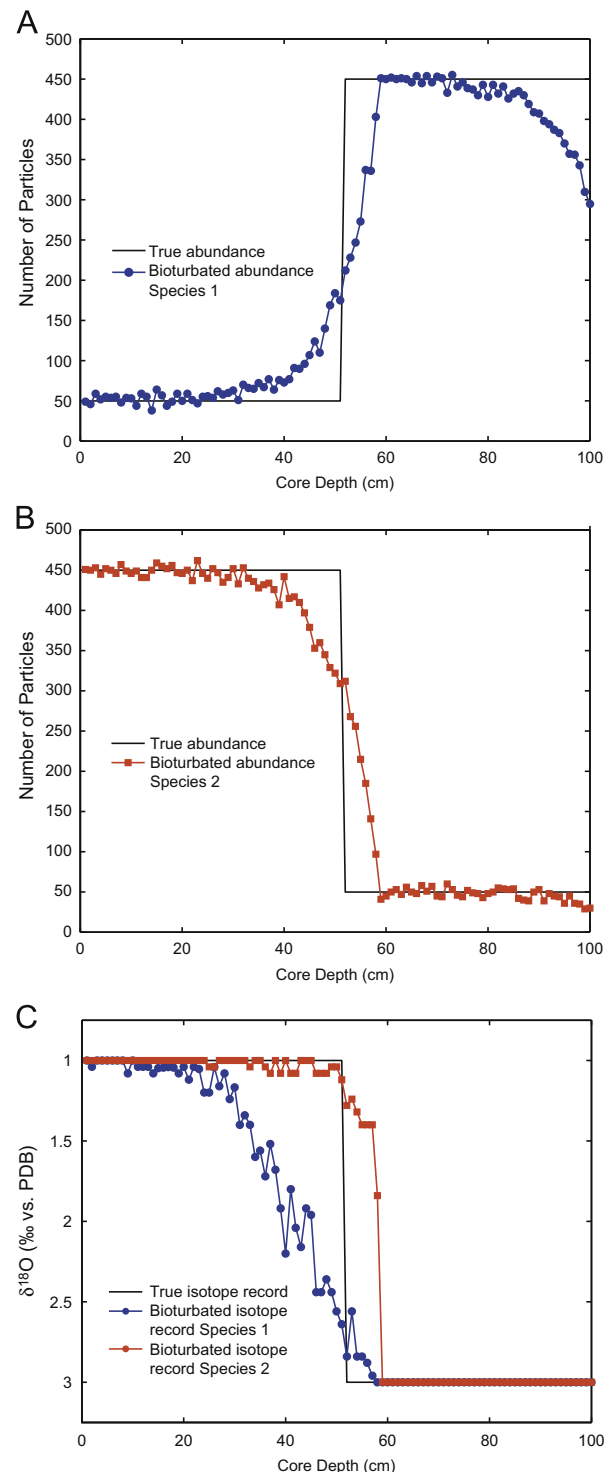 A
500
450
400
350
300
250
200
150
100
50
0
Number of Particles
True abundance
Bioturbated abundance
Species 1
0 20 40 60 80 100
Core Depth (cm)
B
500
450
400
350
300
250
200
150
100
50
0
Number of Particles
True abundance
Bioturbated abundance
Species 2
0 20 40 60 80 100
Core Depth (cm)
C
1
1.5
2
2.5
3
δ¹⁸O (‰ vs. PDB)
True isotope record
Bioturbated isotope
record Species 1
Bioturbated isotope
record Species 2
0 20 40 60 80 100
Core Depth (cm)